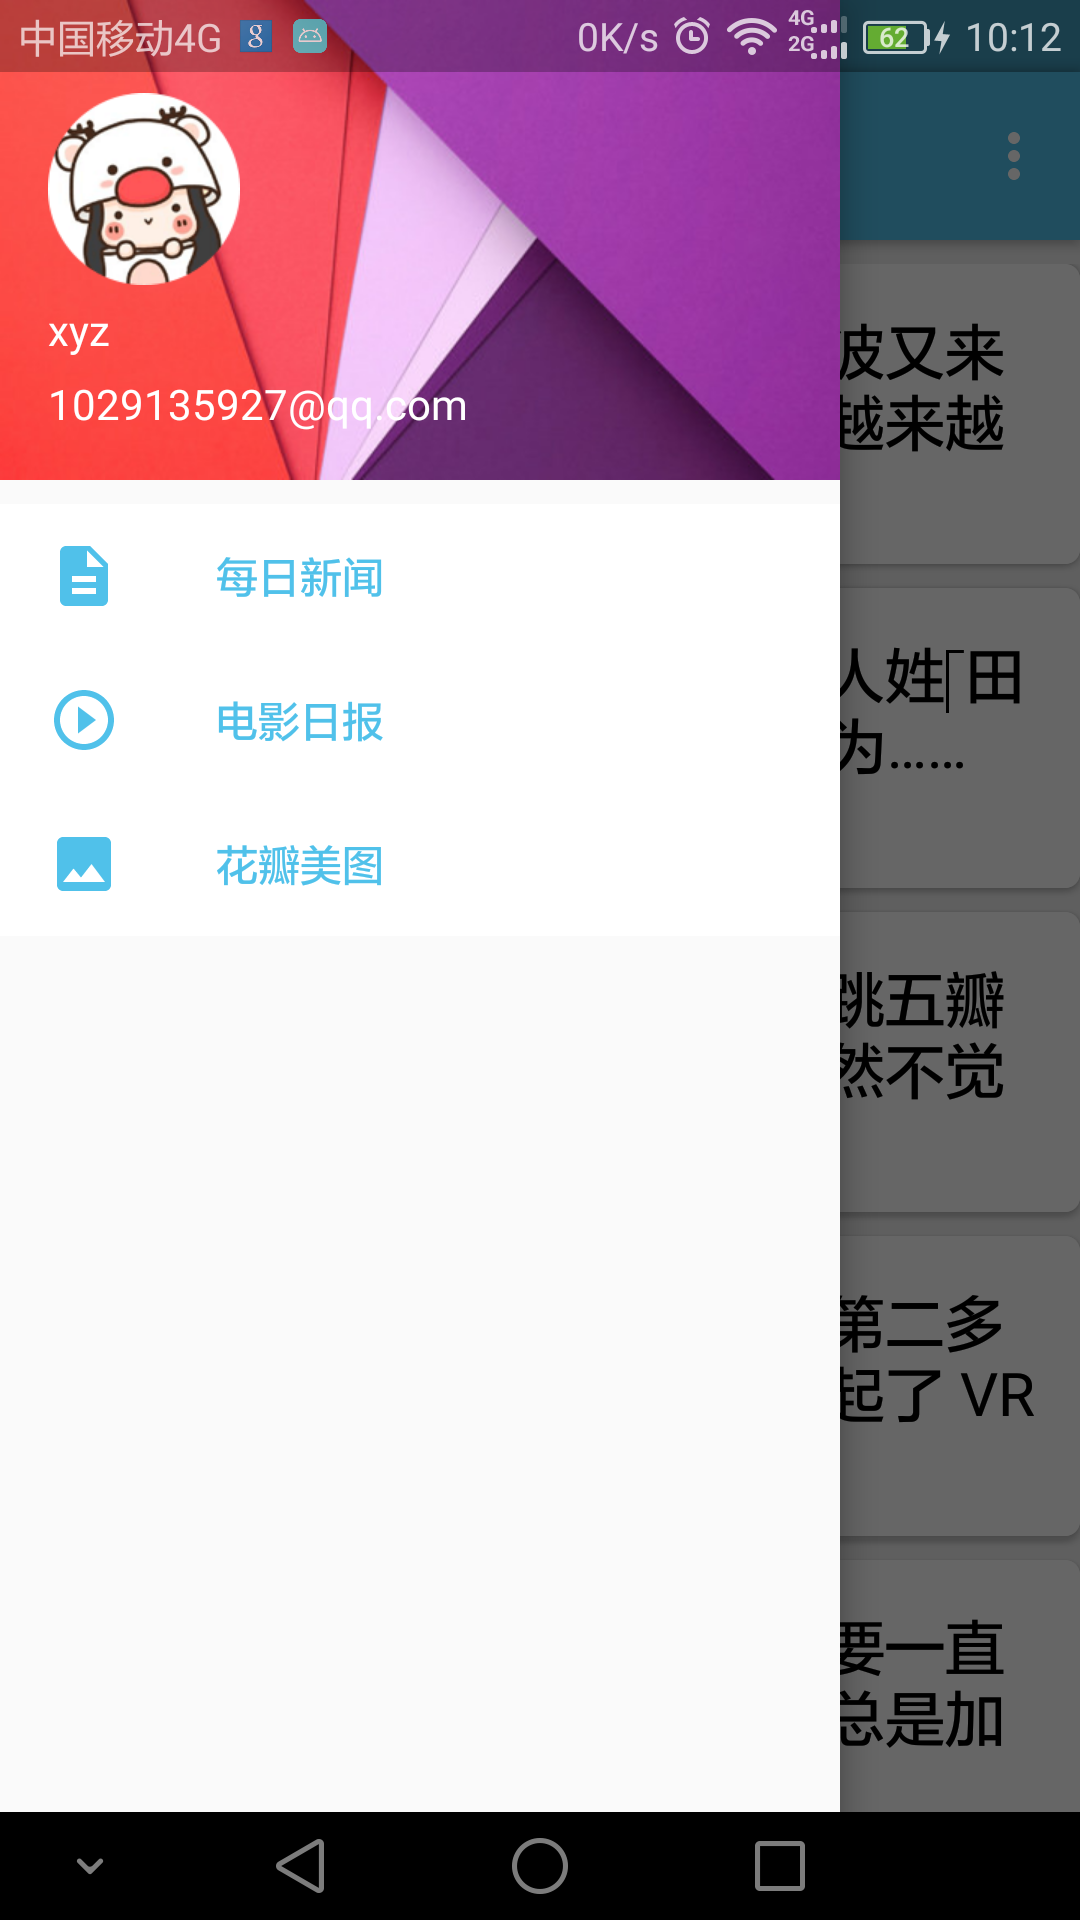 中国移动4G g 0K/s 4G 2G 62 10:12
xyz
1029135927@qq.com
每日新闻
电影日报
花瓣美图
波又来
越来越
人姓「田
为……
跳五瓣
然不觉
第二多
起了 VR
要一直
总是加